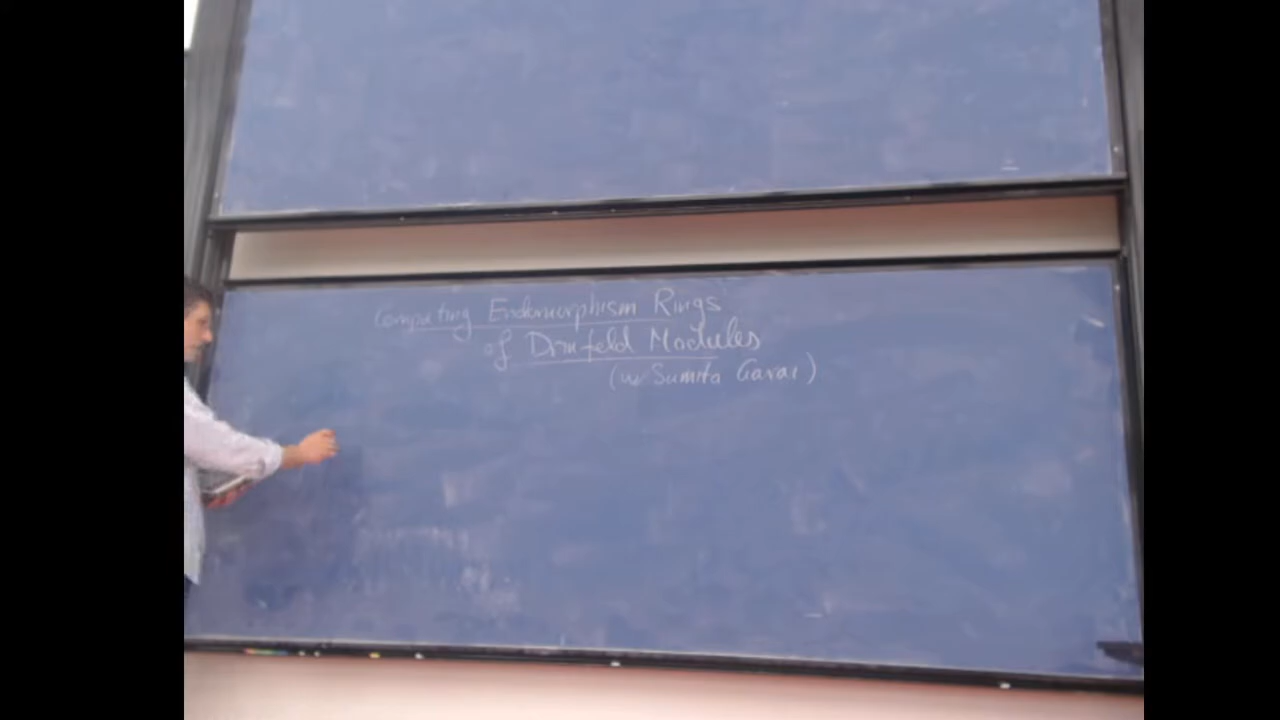 Computing Endomorphism Rings
of Drinfeld Modules
(w/ Sumita Garai)